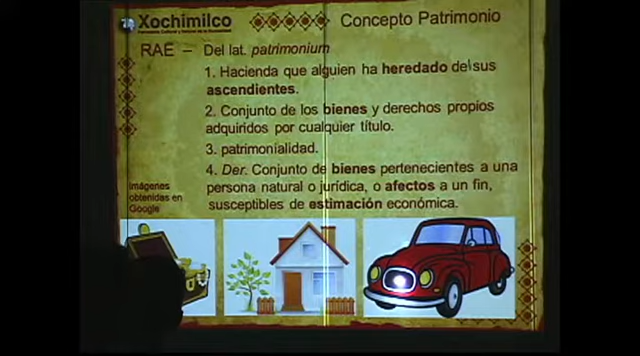 Xochimilco
Concepto Patrimonio
RAE – Del lat. patrimonium
1. Hacienda que alguien ha heredado de sus
ascendientes.
2. Conjunto de los bienes y derechos propios
adquiridos por cualquier título.
3. patrimonialidad.
4. Der. Conjunto de bienes pertenecientes a una
persona natural o jurídica, o afectos a un fin,
susceptibles de estimación económica.
Imágenes
obtenidas en
Google